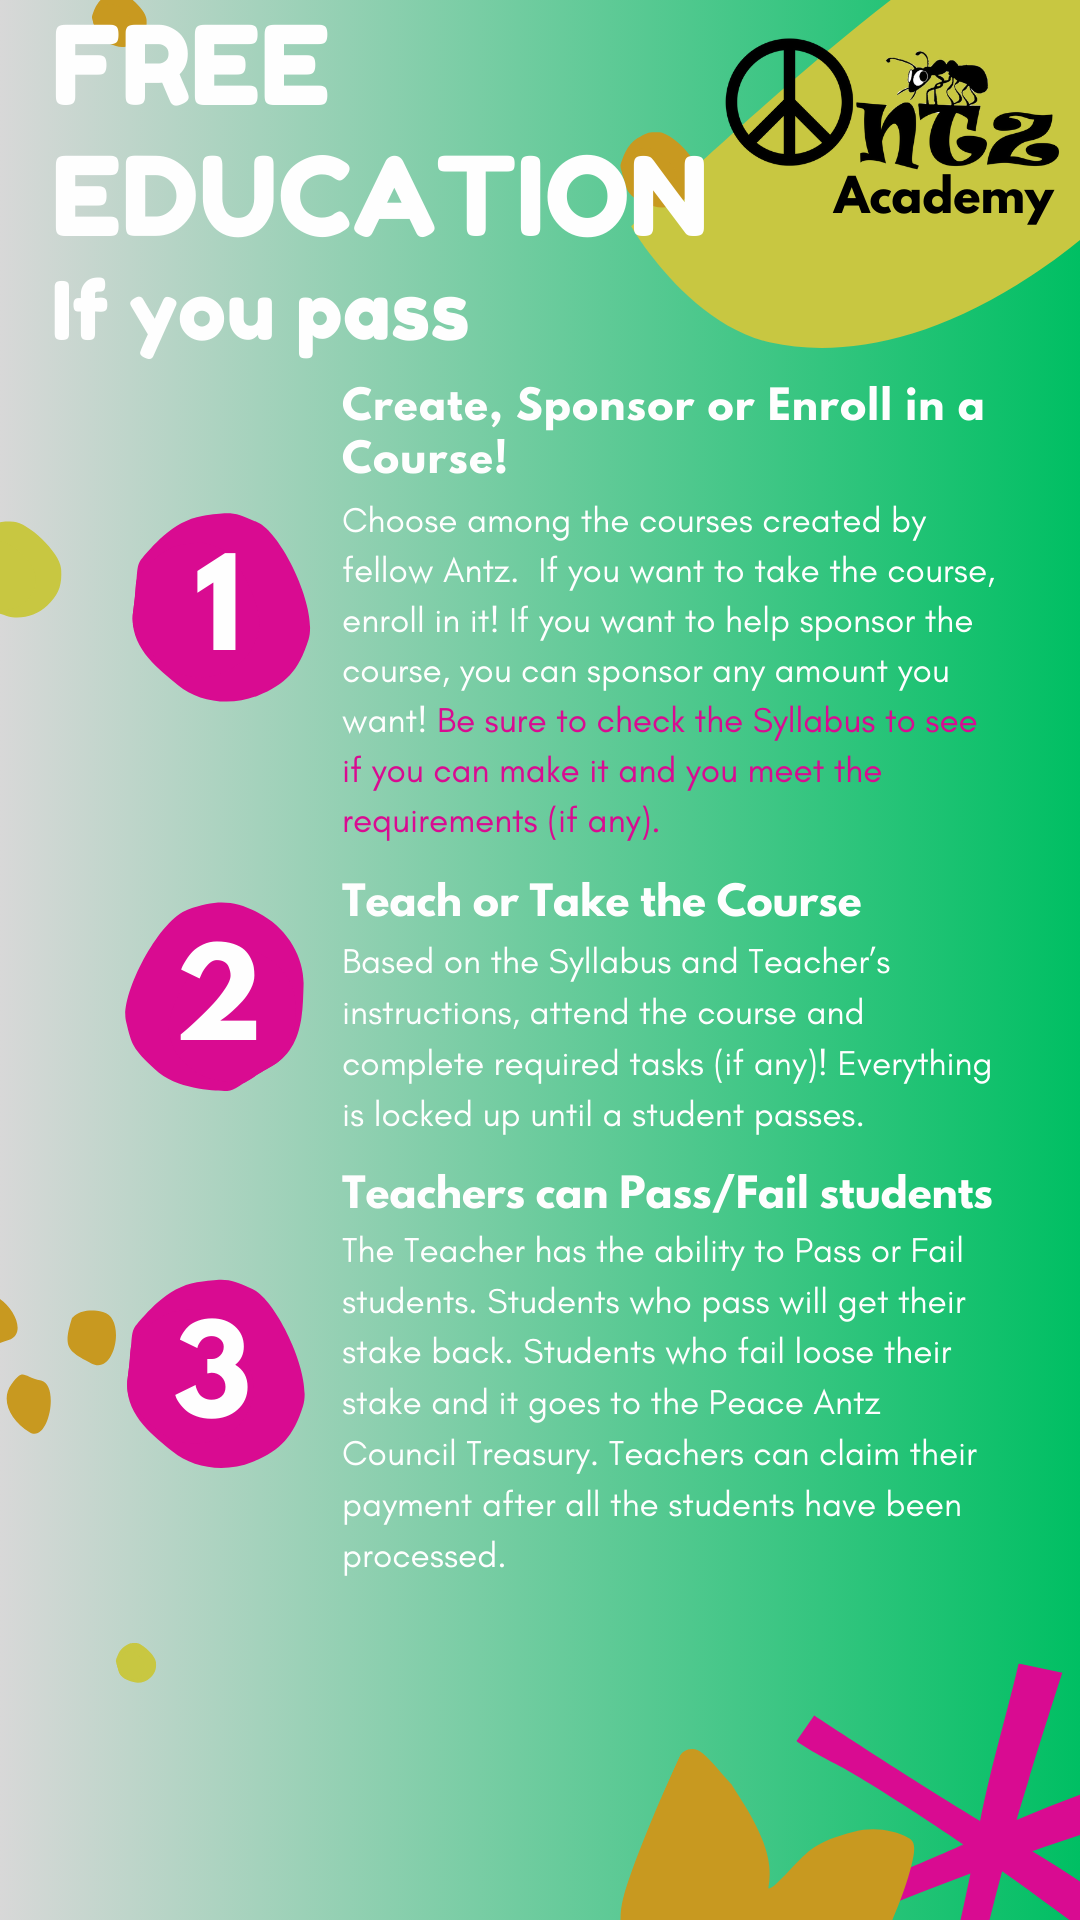 FREE
EDUCATION
If you pass
Antz
Academy
Create, Sponsor or Enroll in a
Course!
1
Choose among the courses created by
fellow Antz.  If you want to take the course,
enroll in it! If you want to help sponsor the
course, you can sponsor any amount you
want! Be sure to check the Syllabus to see
if you can make it and you meet the
requirements (if any).
2
Teach or Take the Course
Based on the Syllabus and Teacher’s
instructions, attend the course and
complete required tasks (if any)! Everything
is locked up until a student passes.
3
Teachers can Pass/Fail students
The Teacher has the ability to Pass or Fail
students. Students who pass will get their
stake back. Students who fail loose their
stake and it goes to the Peace Antz
Council Treasury. Teachers can claim their
payment after all the students have been
processed.